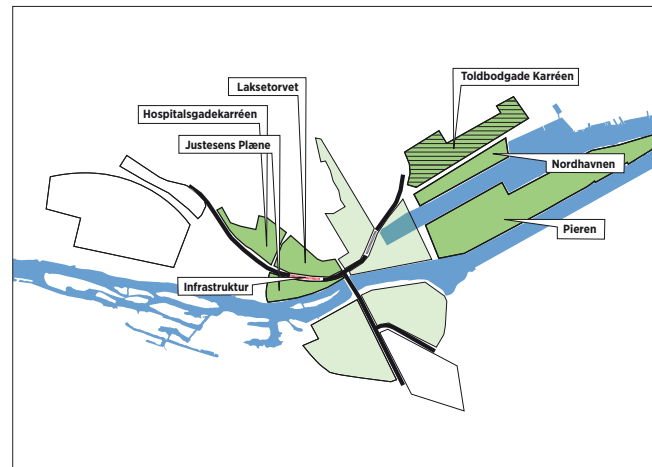 Toldbodgade Karréen
Laksetorvet
Hospitalsgadekarréen
Justesens Plæne
Nordhavnen
Pieren
Infrastruktur